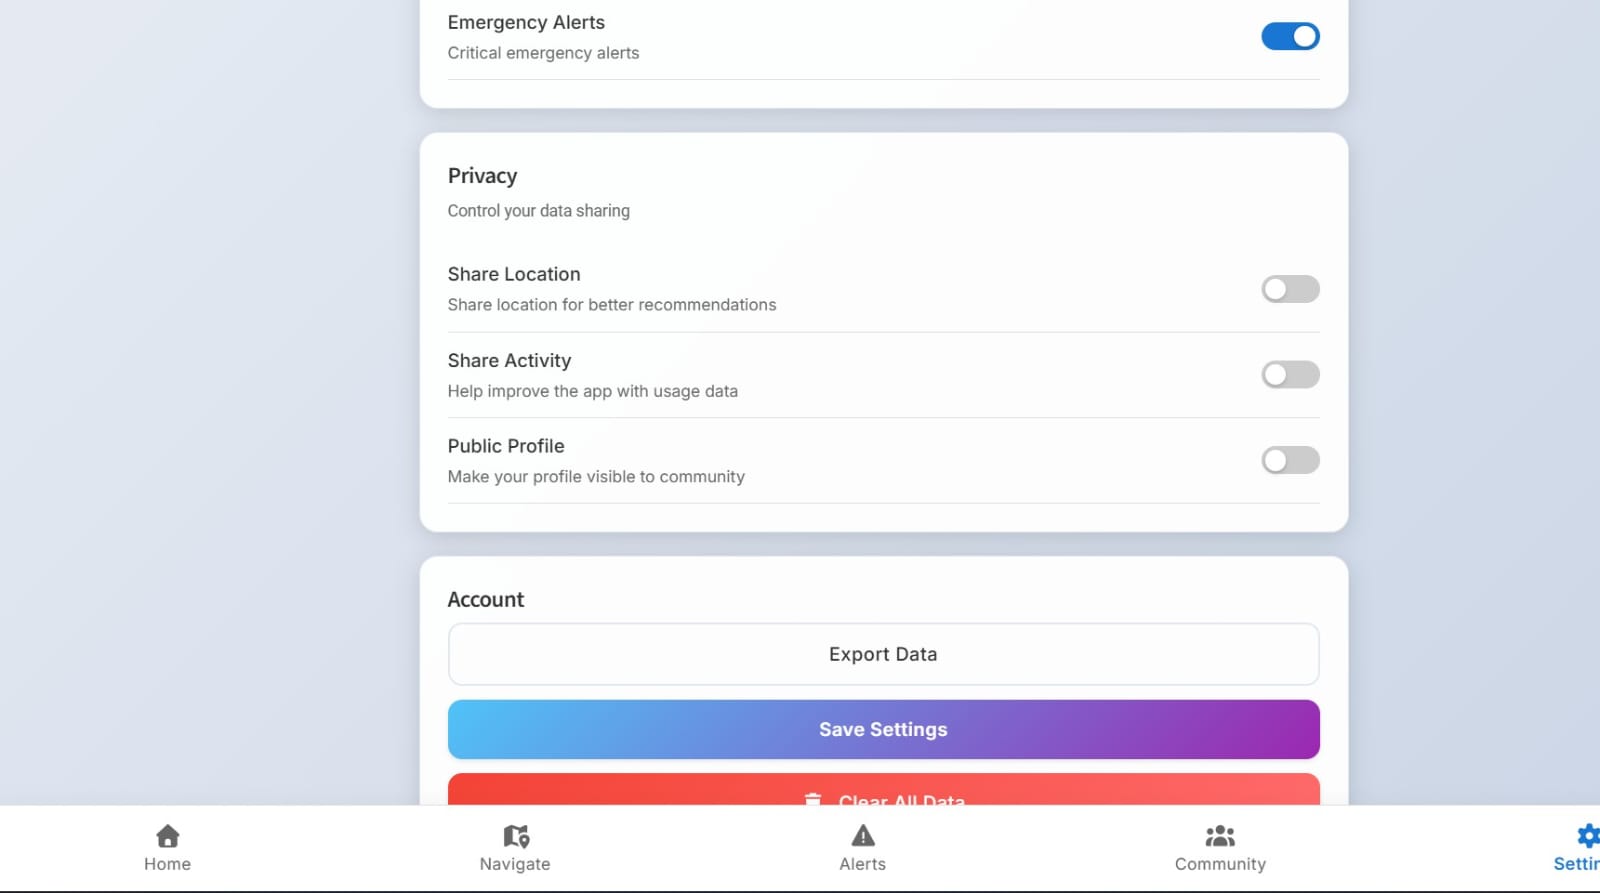 Emergency Alerts
Critical emergency alerts
Privacy
Control your data sharing
Share Location
Share location for better recommendations
Share Activity
Help improve the app with usage data
Public Profile
Make your profile visible to community
Account
Export Data
Save Settings
Clear All Data
Home
Navigate
Alerts
Community
Settin